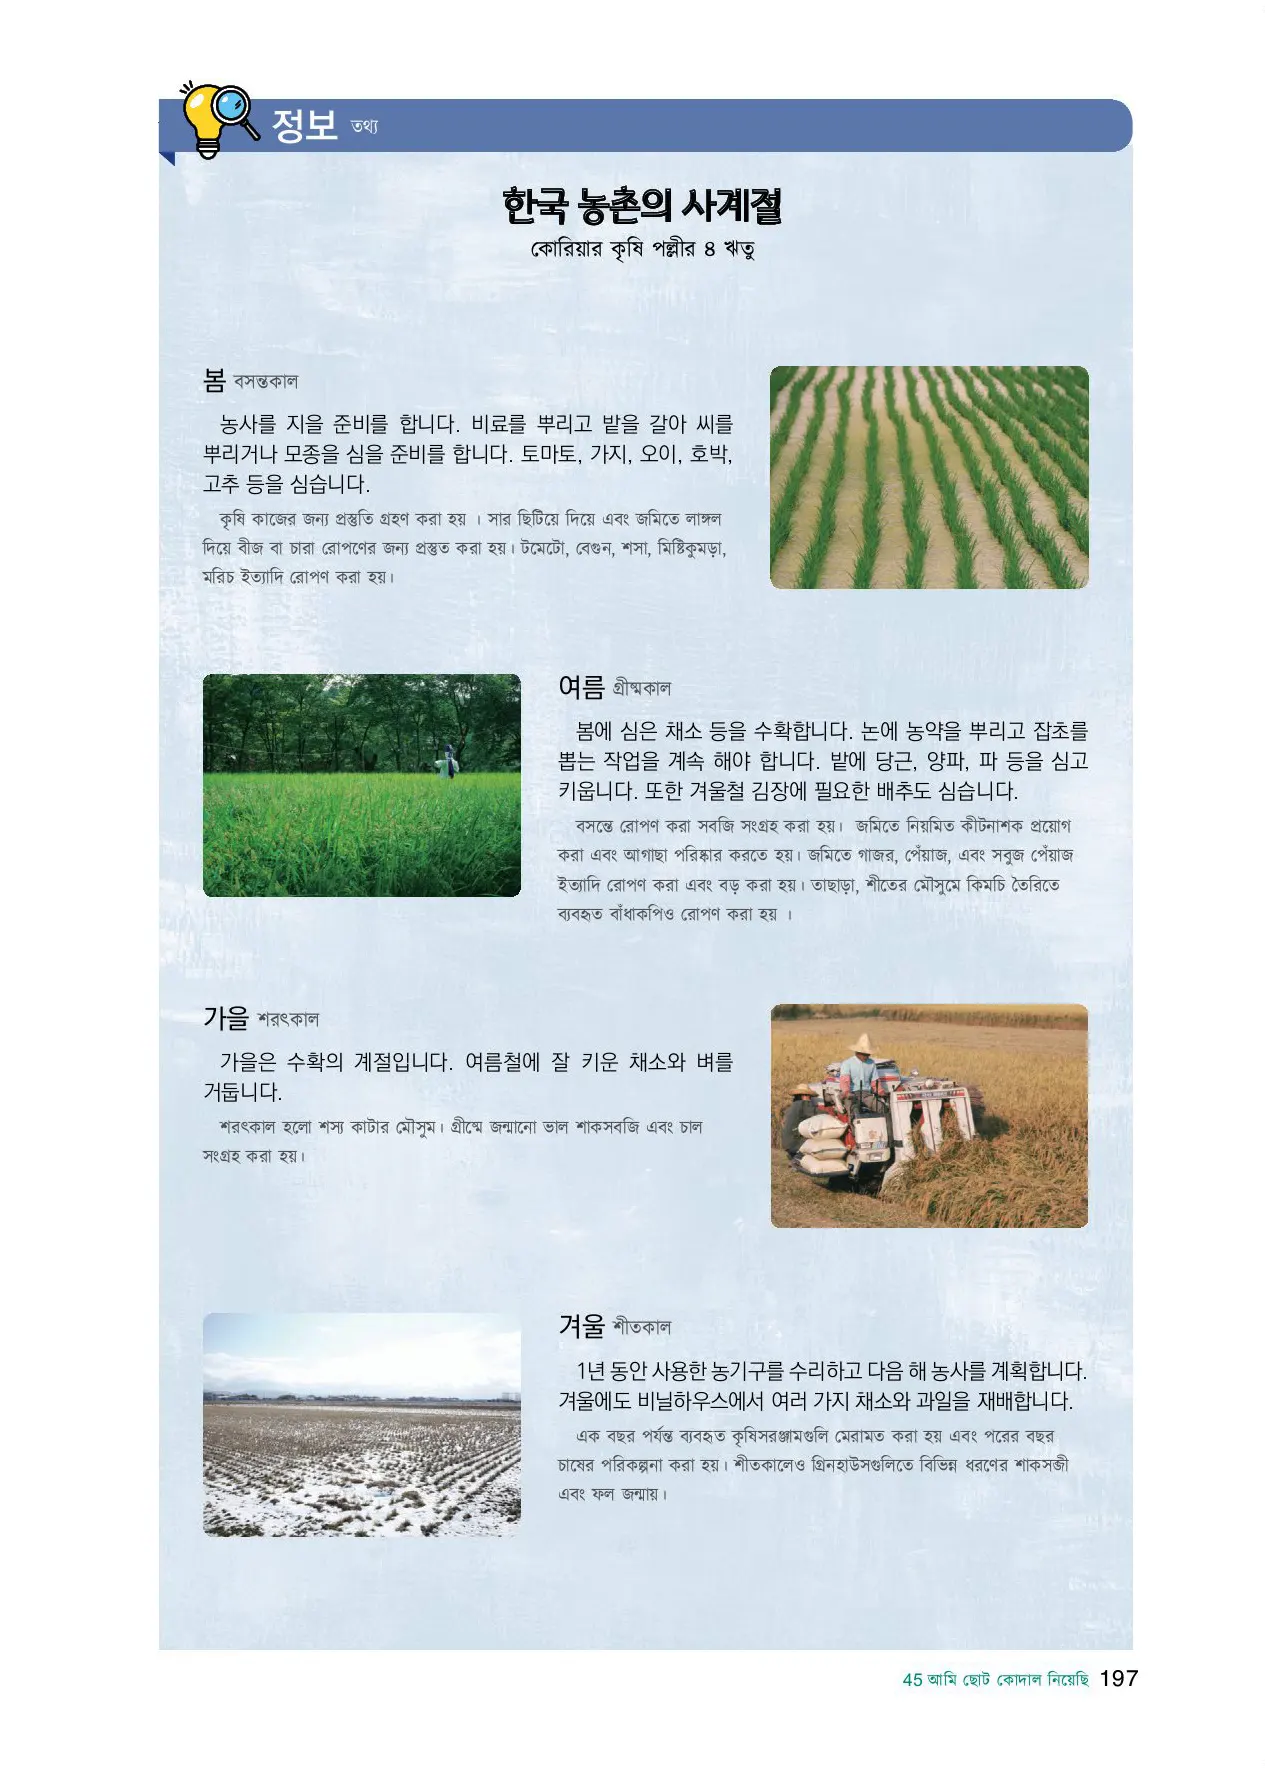 정보 তথ্য
한국 농촌의 사계절
কোরিয়ার কৃষি পল্লীর ৪ ঋতু
봄 বসন্তকাল
농사를 지을 준비를 합니다. 비료를 뿌리고 밭을 갈아 씨를
뿌리거나 모종을 심을 준비를 합니다. 토마토, 가지, 오이, 호박,
고추 등을 심습니다.
কৃষি কাজের জন্য প্রস্তুতি গ্রহণ করা হয় । সার ছিটিয়ে দিয়ে এবং জমিতে লাঙ্গল
দিয়ে বীজ বা চারা রোপণের জন্য প্রস্তুত করা হয়। টমেটো, বেগুন, শসা, মিষ্টিকুমড়া,
মরিচ ইত্যাদি রোপণ করা হয়।
여름 গ্রীষ্মকাল
봄에 심은 채소 등을 수확합니다. 논에 농약을 뿌리고 잡초를
뽑는 작업을 계속 해야 합니다. 밭에 당근, 양파, 파 등을 심고
키웁니다. 또한 겨울철 김장에 필요한 배추도 심습니다.
বসন্তে রোপণ করা সবজি সংগ্রহ করা হয়। জমিতে নিয়মিত কীটনাশক প্রয়োগ
করা এবং আগাছা পরিষ্কার করতে হয়। জমিতে গাজর, পেঁয়াজ, এবং সবুজ পেঁয়াজ
ইত্যাদি রোপণ করা এবং বড় করা হয়। তাছাড়া, শীতের মৌসুমে কিমচি তৈরিতে
ব্যবহৃত বাঁধাকপিও রোপণ করা হয় ।
가을 শরৎকাল
가을은 수확의 계절입니다. 여름철에 잘 키운 채소와 벼를
거둡니다.
শরৎকাল হলো শস্য কাটার মৌসুম। গ্রীষ্মে জন্মানো ভাল শাকসবজি এবং চাল
সংগ্রহ করা হয়।
겨울 শীতকাল
1년 동안 사용한 농기구를 수리하고 다음 해 농사를 계획합니다.
겨울에도 비닐하우스에서 여러 가지 채소와 과일을 재배합니다.
এক বছর পর্যন্ত ব্যবহৃত কৃষিসরঞ্জামগুলি মেরামত করা হয় এবং পরের বছর
চাষের পরিকল্পনা করা হয়। শীতকালেও গ্রিনহাউসগুলিতে বিভিন্ন ধরণের শাকসজী
এবং ফল জন্মায়।
45 আমি ছোট কোদাল নিয়েছি 197